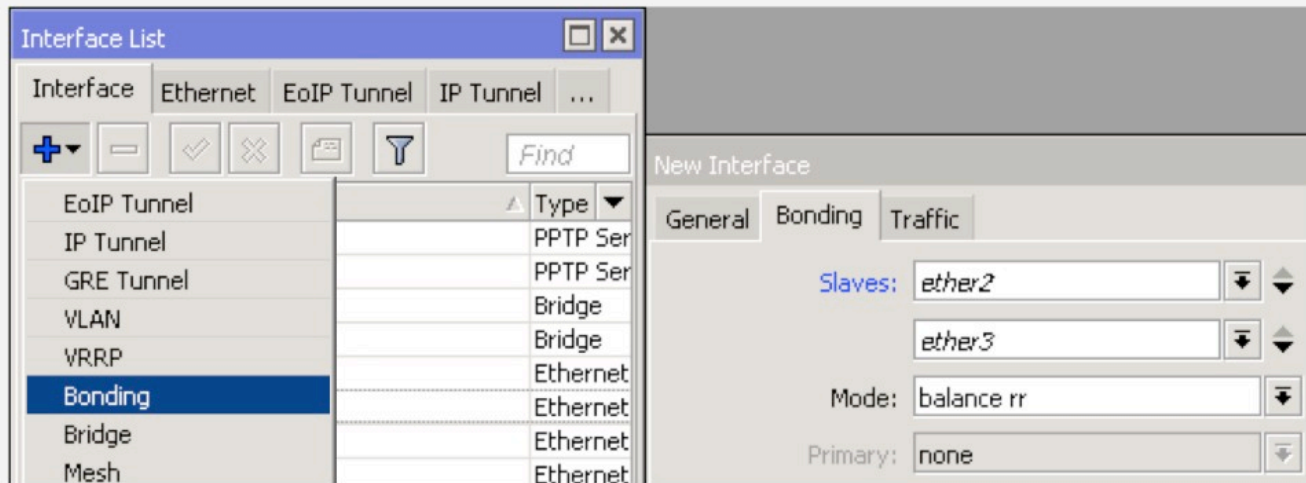 Interface List
Interface Ethernet EoIP Tunnel IP Tunnel ...
Find
EoIP Tunnel
IP Tunnel
GRE Tunnel
VLAN
VRRP
Bonding
Bridge
Mesh
Type
PPTP Ser
PPTP Ser
Bridge
Bridge
Ethernet
Ethernet
Ethernet
Ethernet
New Interface
General Bonding Traffic
Slaves: ether2
ether3
Mode: balance rr
Primary: none